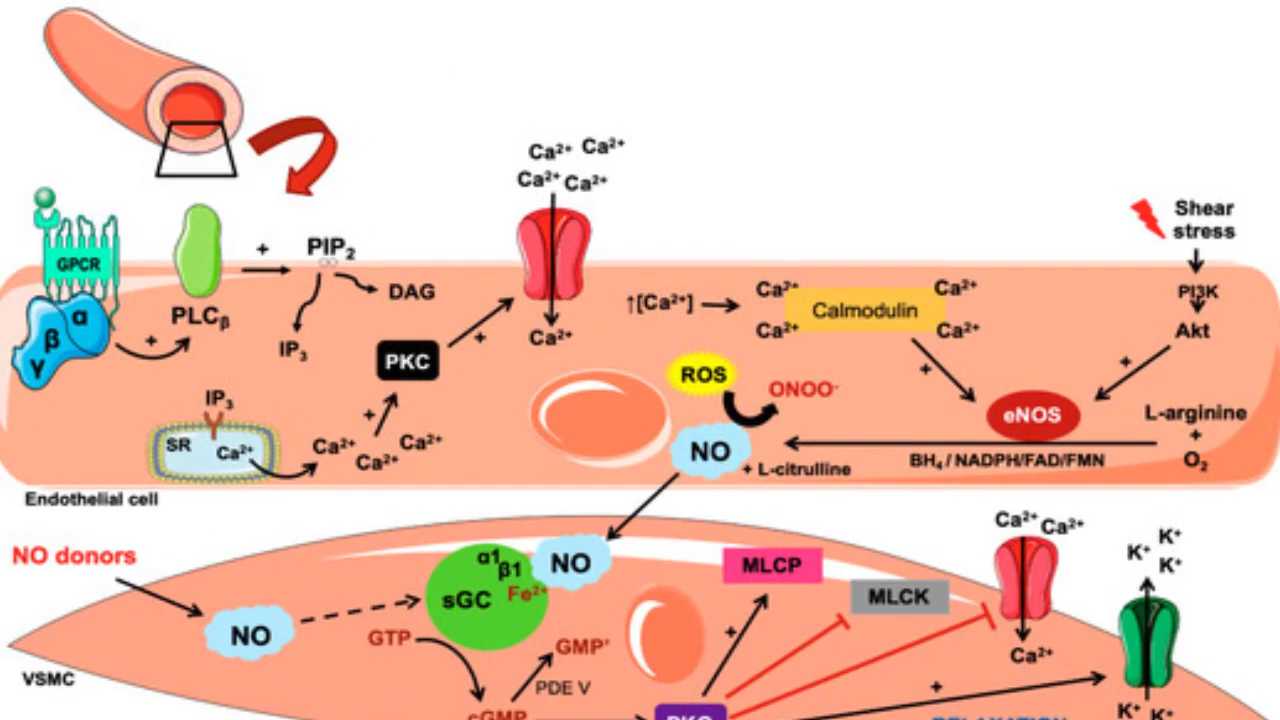 Ca²⁺ Ca²⁺
Ca²⁺ Ca²⁺
Shear
stress
GPCR
+
PIP₂
DAG
PLCβ
α
β
γ
+
IP₃
PKC
+
Ca²⁺
↑[Ca²⁺]
Ca²⁺ Ca²⁺
Calmodulin
Ca²⁺ Ca²⁺
PI3K
Akt
+
+
ROS
ONOO⁻
eNOS
L-arginine
+
O₂
IP₃
SR
Ca²⁺
+
Ca²⁺ Ca²⁺
Ca²⁺
NO
+ L-citrulline
BH₄ / NADPH/FAD/FMN
Endothelial cell
NO donors
NO
α1
β1
sGC
Fe²⁺
NO
MLCP
MLCK
Ca²⁺ Ca²⁺
K⁺ K⁺
K⁺
GTP
GMP'
+
Ca²⁺
VSMC
PDE V
cGMP
PKG
+
RELAXATION
K⁺ K⁺